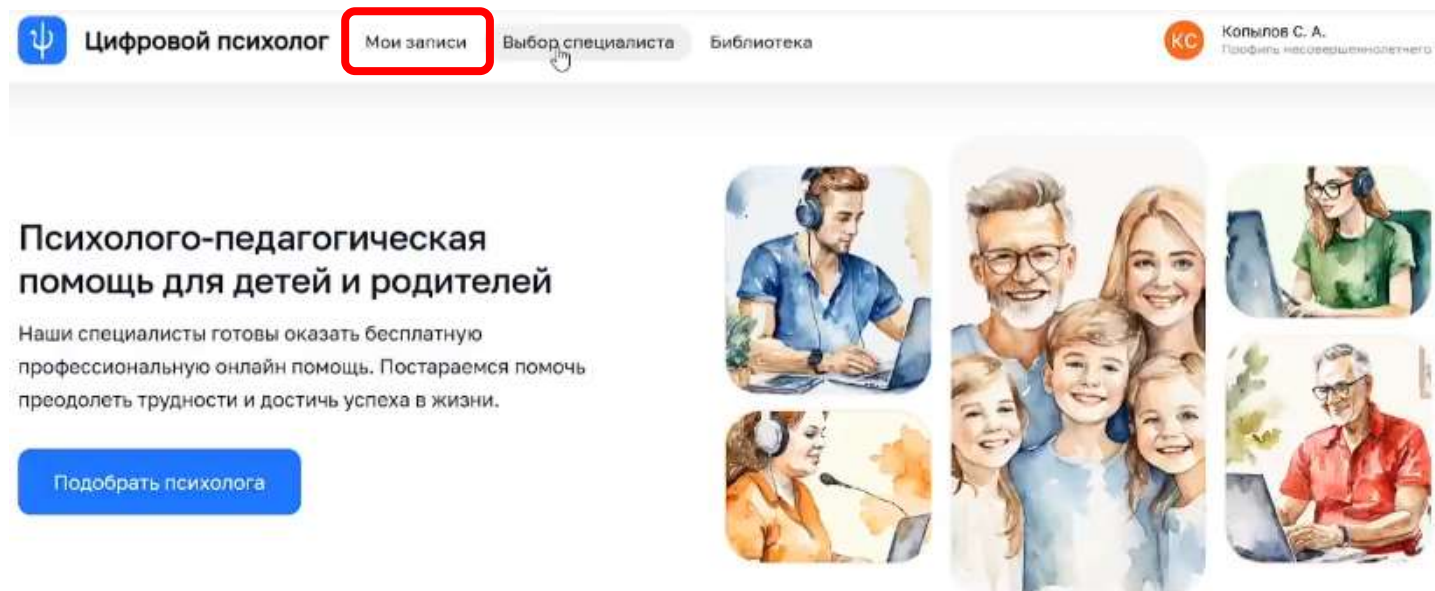 Цифровой психолог
Мои записи
Выбор специалиста
Библиотека
КС
Копылов С. А.
Профиль несовершеннолетнего
Психолого-педагогическая
помощь для детей и родителей
Наши специалисты готовы оказать бесплатную
профессиональную онлайн помощь. Постараемся помочь
преодолеть трудности и достичь успеха в жизни.
Подобрать психолога